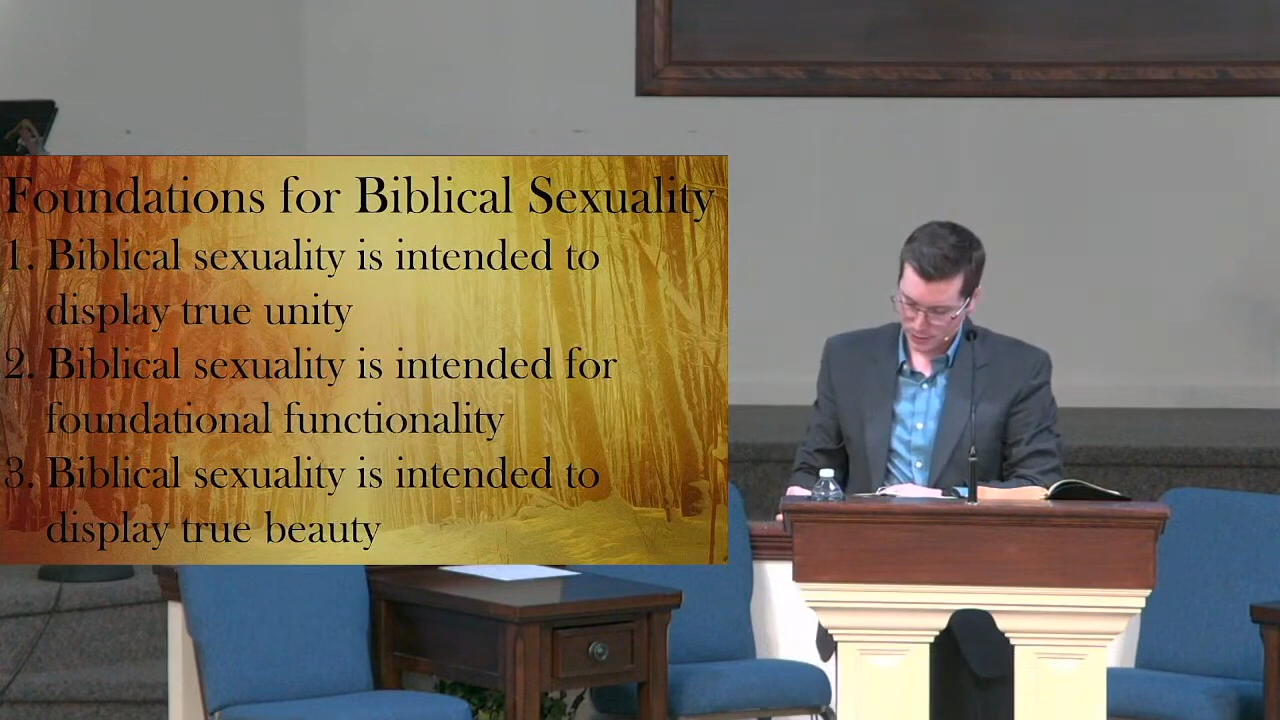 Foundations for Biblical Sexuality
1. Biblical sexuality is intended to
display true unity
2. Biblical sexuality is intended for
foundational functionality
3. Biblical sexuality is intended to
display true beauty